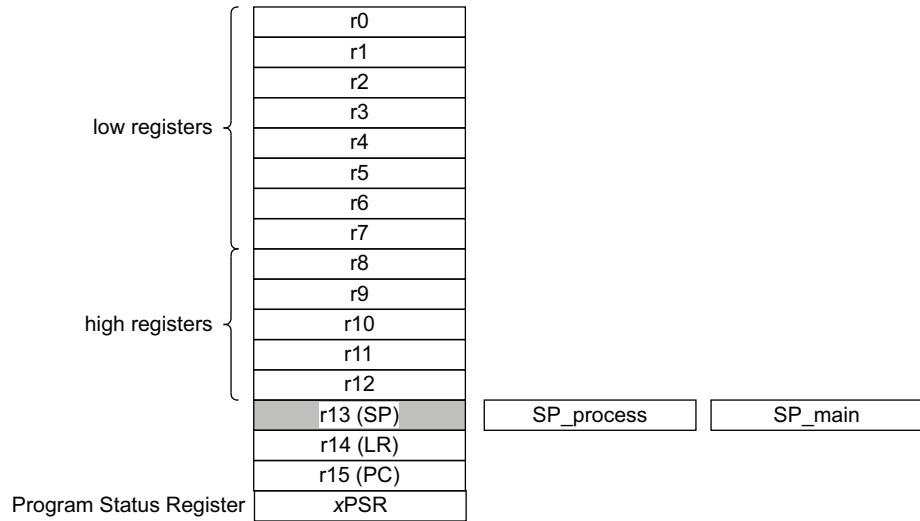 r0
r1
r2
r3
low registers
r4
r5
r6
r7
r8
r9
high registers
r10
r11
r12
r13 (SP)
SP_process
SP_main
r14 (LR)
r15 (PC)
Program Status Register
xPSR